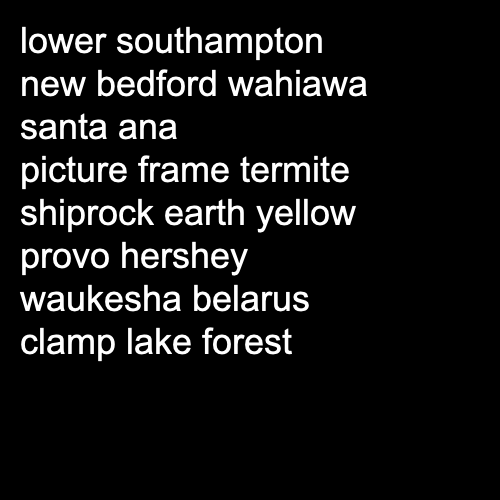 lower southampton
new bedford wahiawa
santa ana
picture frame termite
shiprock earth yellow
provo hershey
waukesha belarus
clamp lake forest